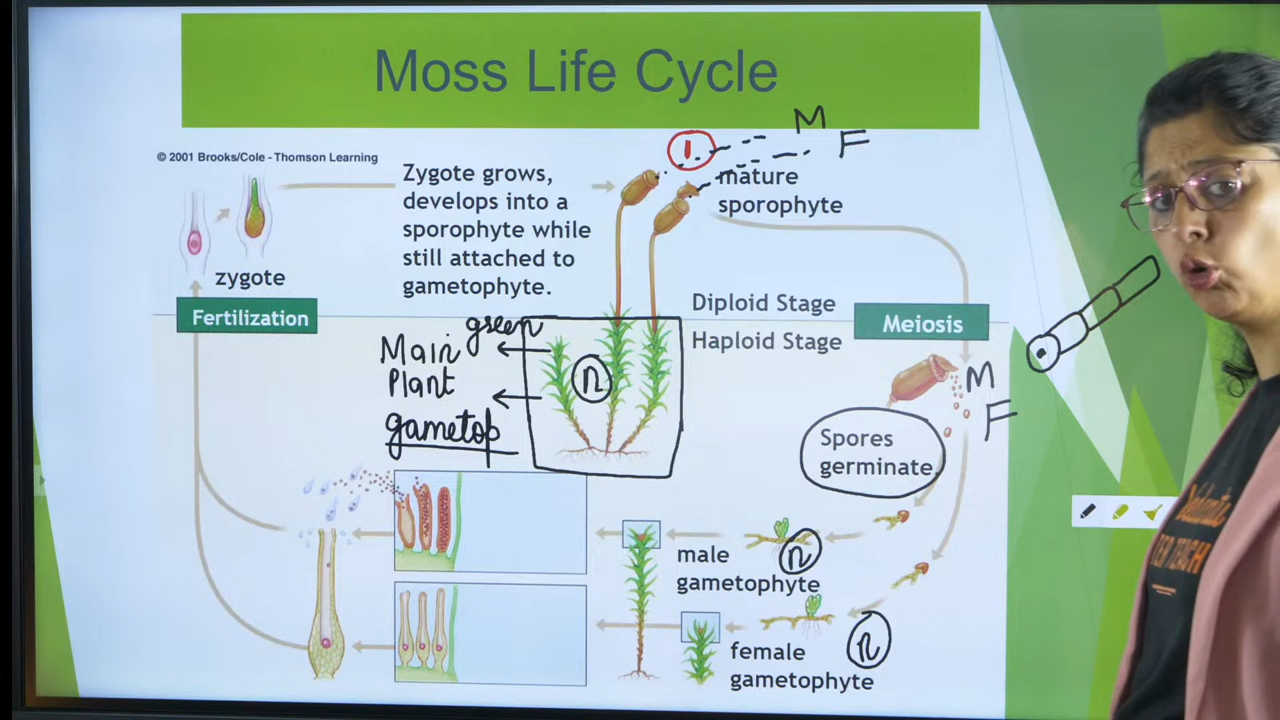 Moss Life Cycle
© 2001 Brooks/Cole - Thomson Learning
Zygote grows,
develops into a
sporophyte while
still attached to
gametophyte.
1
M
F
mature
sporophyte
zygote
Fertilization
Diploid Stage
Haploid Stage
Meiosis
green
Main
Plant
gametop
n
M
F
Spores
germinate
male
gametophyte
n
female
gametophyte
n